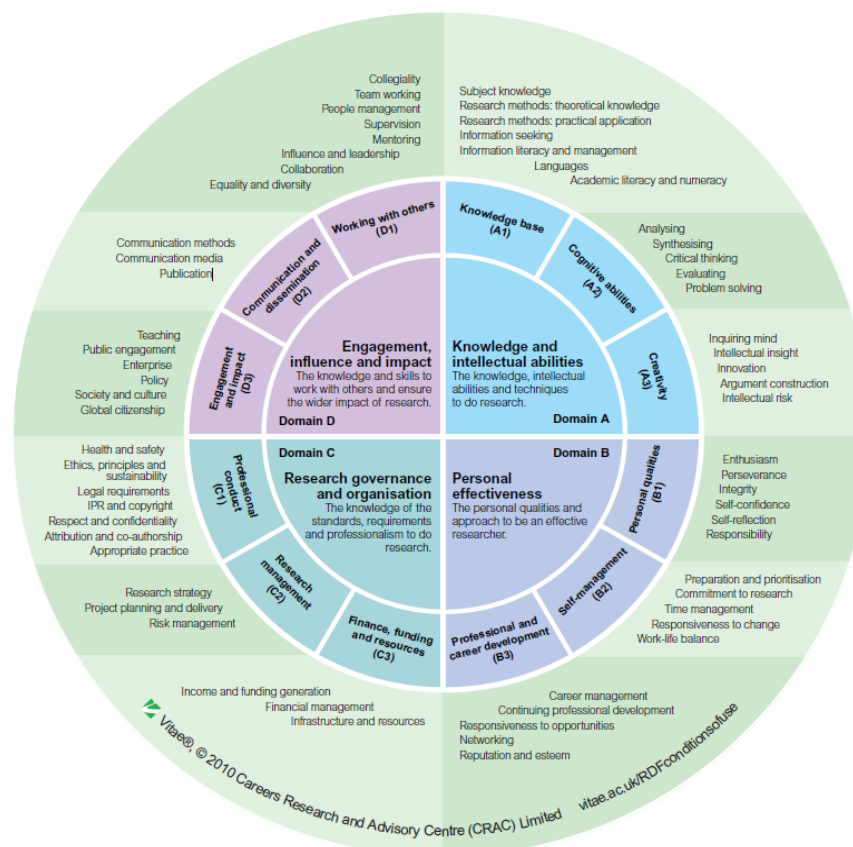 Collegiality
Team working
People management
Supervision
Mentoring
Influence and leadership
Collaboration
Equality and diversity
Subject knowledge
Research methods: theoretical knowledge
Research methods: practical application
Information seeking
Information literacy and management
Languages
Academic literacy and numeracy
Working with others
(D1)
Knowledge base
(A1)
Communication methods
Communication media
Publication
Communication and
dissemination
(D2)
Cognitive abilities
(A2)
Analysing
Synthesising
Critical thinking
Evaluating
Problem solving
Teaching
Public engagement
Enterprise
Policy
Society and culture
Global citizenship
Engagement
and impact
(D3)
Engagement,
influence and impact
The knowledge and skills to
work with others and ensure
the wider impact of research.
Domain D
Knowledge and
intellectual abilities
The knowledge, intellectual
abilities and techniques
to do research.
Domain A
Creativity
(A3)
Inquiring mind
Intellectual insight
Innovation
Argument construction
Intellectual risk
Health and safety
Ethics, principles and
sustainability
Legal requirements
IPR and copyright
Respect and confidentiality
Attribution and co-authorship
Appropriate practice
Professional
conduct
(C1)
Domain C
Research governance
and organisation
The knowledge of the
standards, requirements
and professionalism to do
research.
Domain B
Personal
effectiveness
The personal qualities and
approach to be an effective
researcher.
Personal qualities
(B1)
Enthusiasm
Perseverance
Integrity
Self-confidence
Self-reflection
Responsibility
Research strategy
Project planning and delivery
Risk management
Research
management
(C2)
Self-management
(B2)
Preparation and prioritisation
Commitment to research
Time management
Responsiveness to change
Work-life balance
Finance, funding
and resources
(C3)
Professional and
career development
(B3)
Income and funding generation
Financial management
Infrastructure and resources
Career management
Continuing professional development
Responsiveness to opportunities
Networking
Reputation and esteem
Vitae®, © 2010 Careers Research and Advisory Centre (CRAC) Limited
vitae.ac.uk/RDFconditionsofuse